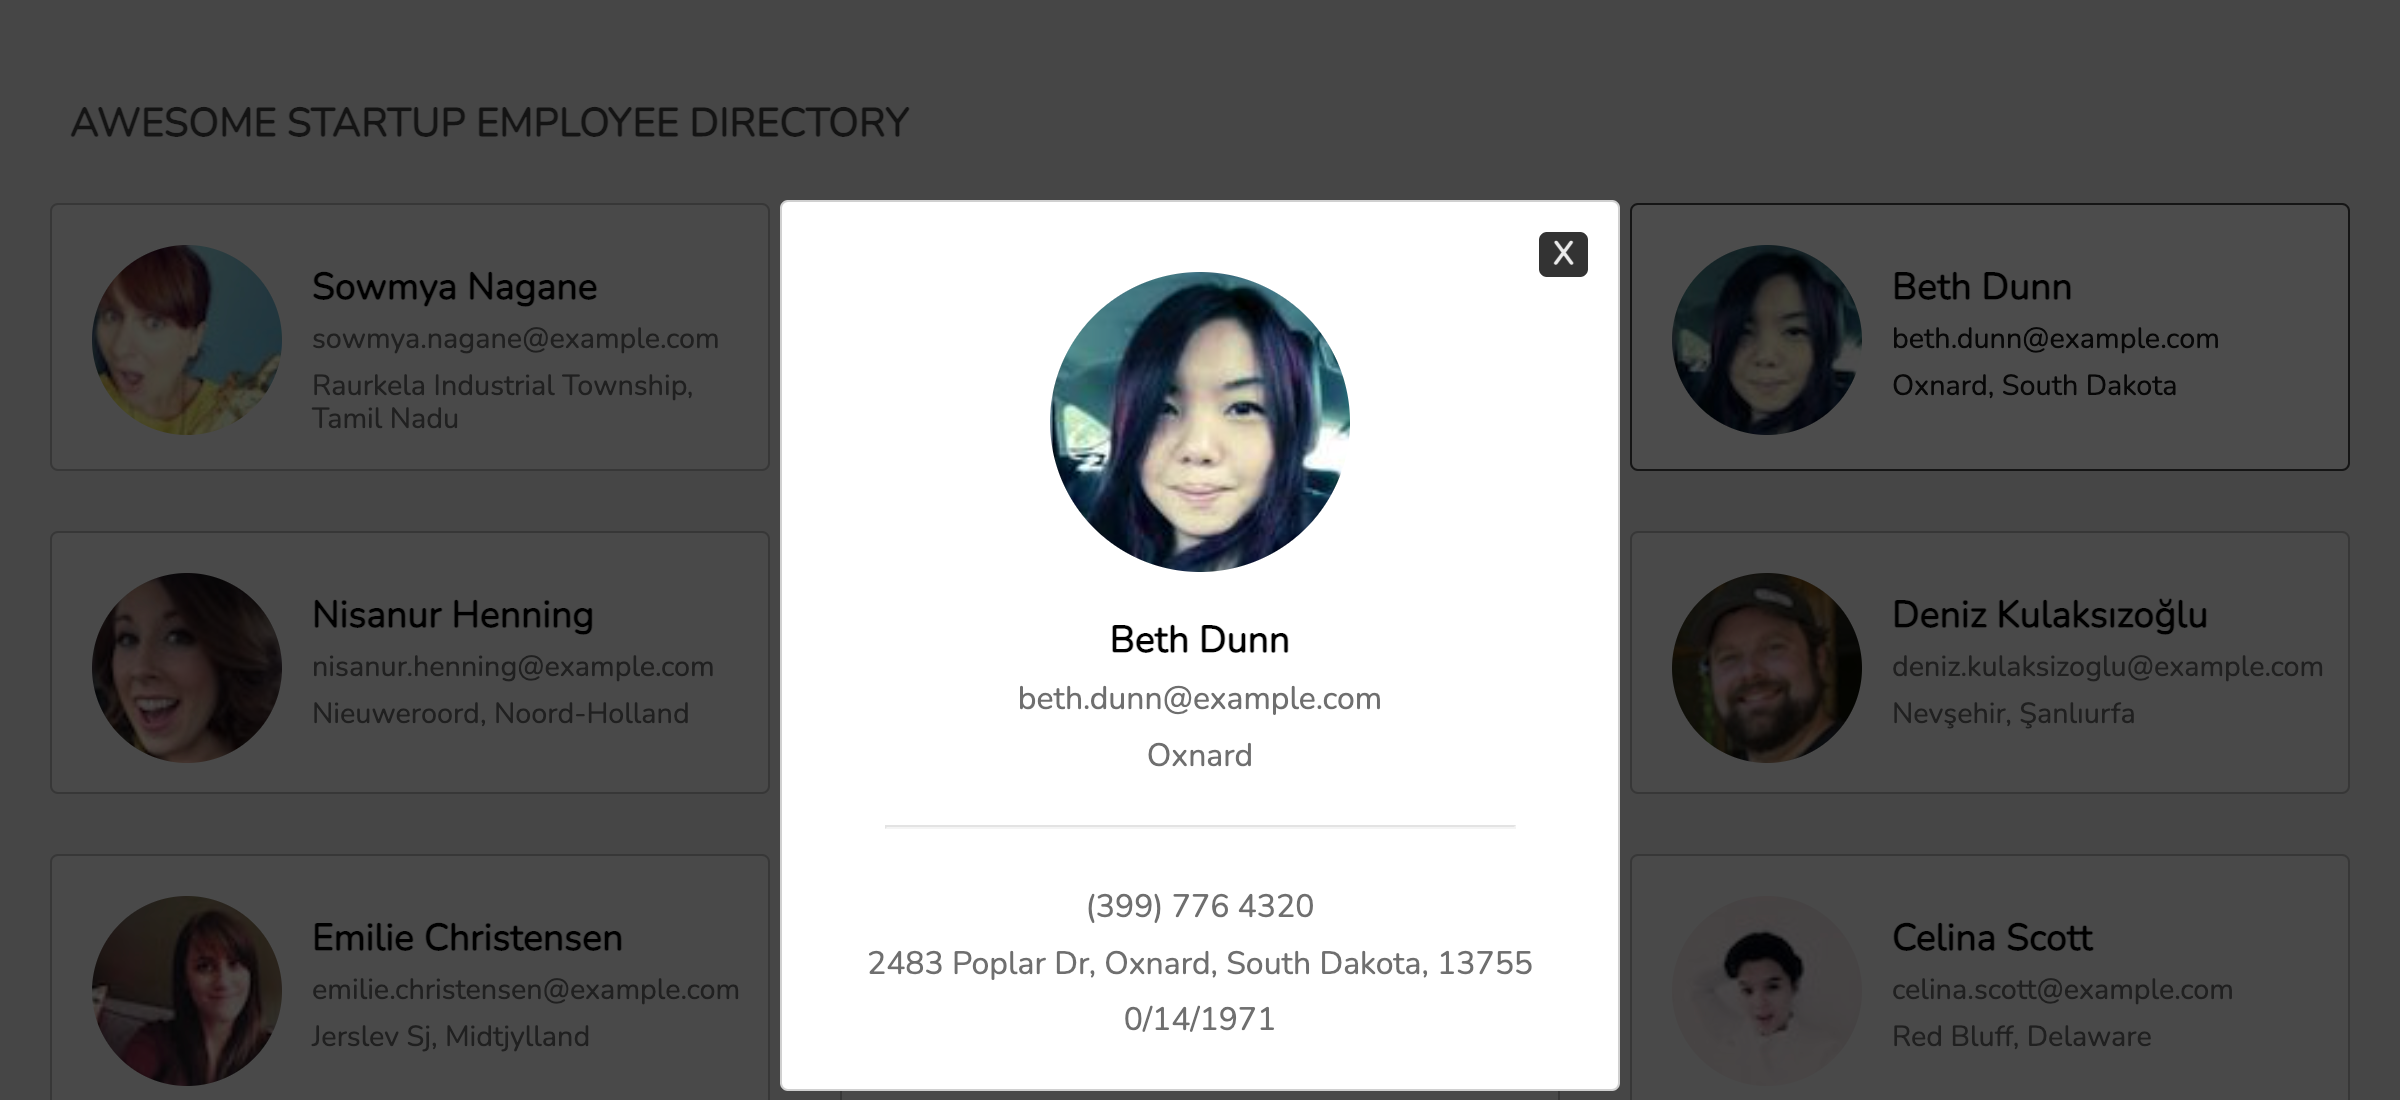 AWESOME STARTUP EMPLOYEE DIRECTORY
Sowmya Nagane
sowmya.nagane@example.com
Raurkela Industrial Township,
Tamil Nadu
X
Beth Dunn
beth.dunn@example.com
Oxnard
(399) 776 4320
2483 Poplar Dr, Oxnard, South Dakota, 13755
0/14/1971
Beth Dunn
beth.dunn@example.com
Oxnard, South Dakota
Nisanur Henning
nisanur.henning@example.com
Nieuweroord, Noord-Holland
Deniz Kulaksızoğlu
deniz.kulaksizoglu@example.com
Nevşehir, Şanlıurfa
Emilie Christensen
emilie.christensen@example.com
Jerslev Sj, Midtjylland
Celina Scott
celina.scott@example.com
Red Bluff, Delaware